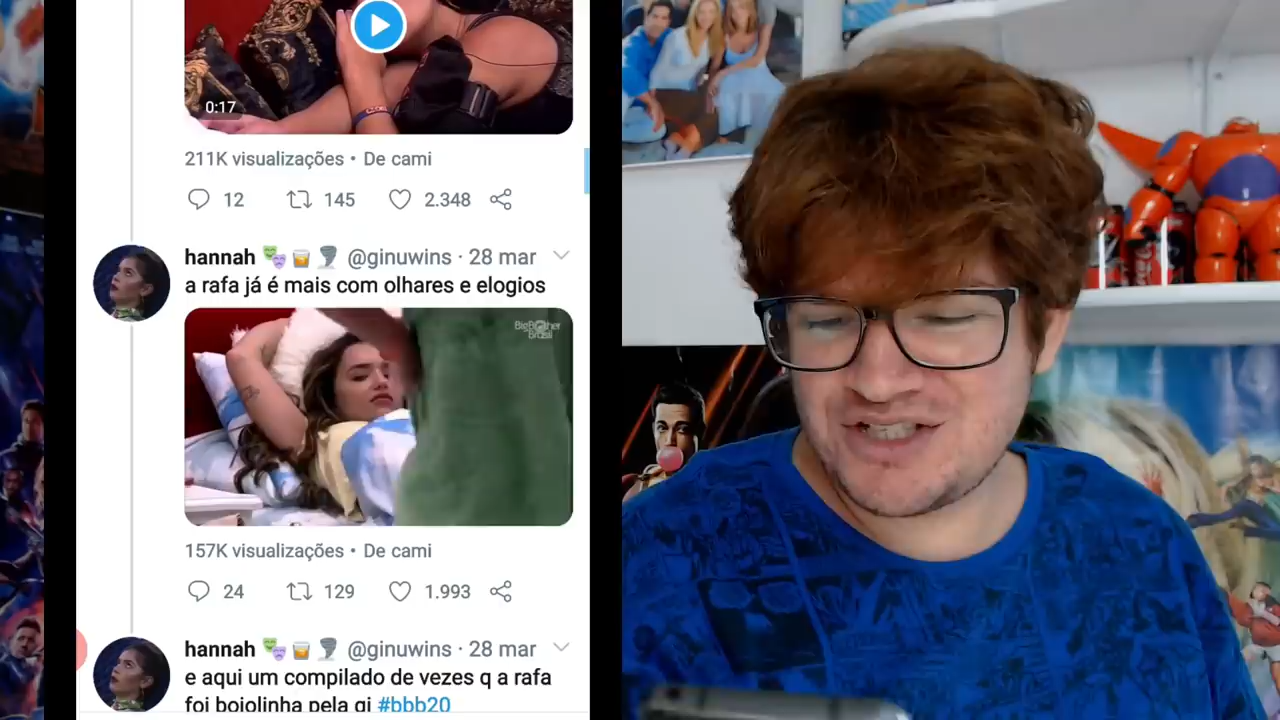 0:17
211K visualizações • De cami
12 145 2.348
hannah 🎭🥃🌪️ @ginuwins · 28 mar
a rafa já é mais com olhares e elogios
BigBrother
Brasil
157K visualizações • De cami
24 129 1.993
hannah 🎭🥃🌪️ @ginuwins · 28 mar
e aqui um compilado de vezes q a rafa
foi boiolinha pela gi #bbb20